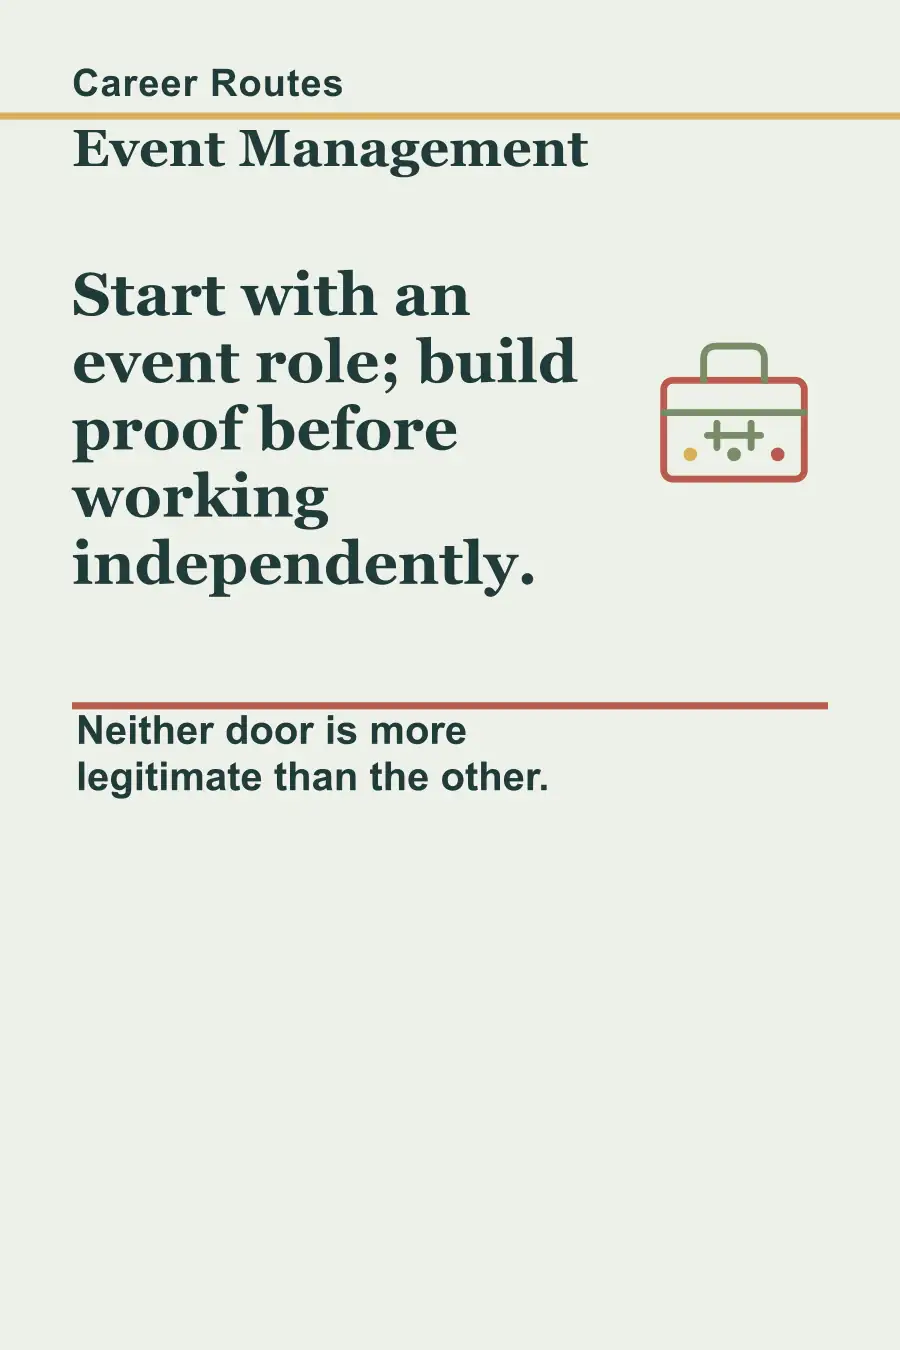 Career Routes
Event Management
Start with an
event role; build
proof before
working
independently.
Neither door is more
legitimate than the other.